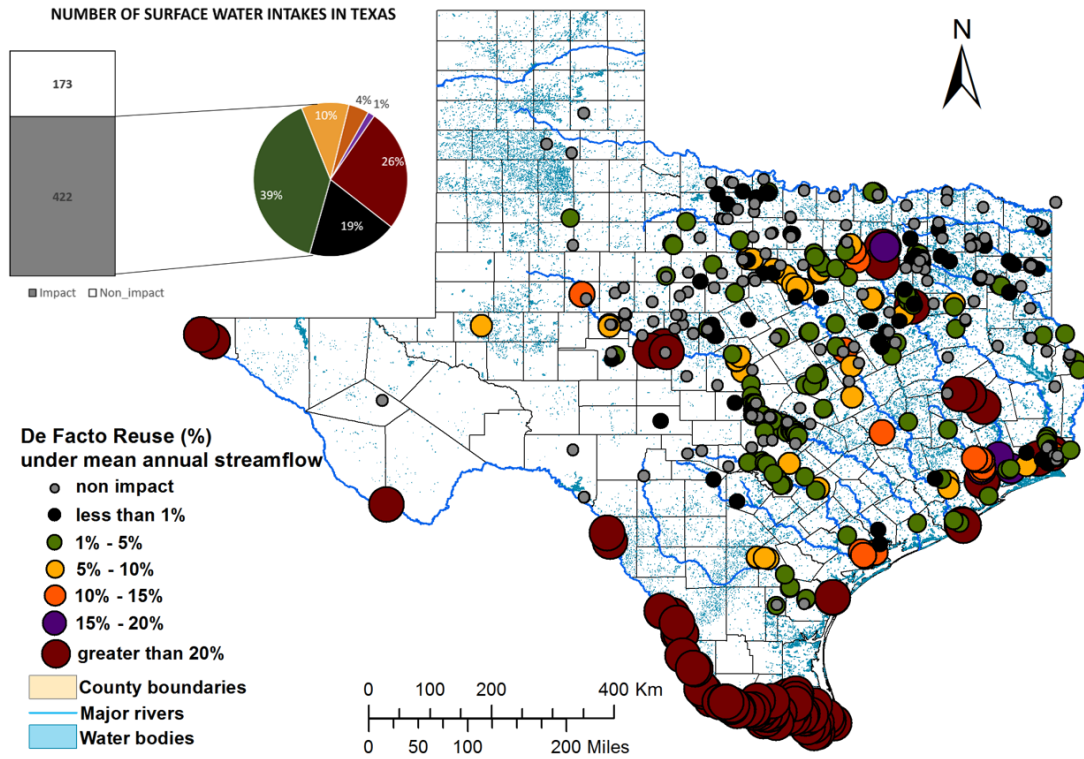 NUMBER OF SURFACE WATER INTAKES IN TEXAS
173
422
10%
4%
1%
26%
39%
19%
Impact Non_impact
N
De Facto Reuse (%)
under mean annual streamflow
non impact
less than 1%
1% - 5%
5% - 10%
10% - 15%
15% - 20%
greater than 20%
County boundaries
Major rivers
Water bodies
0 100 200 400 Km
0 50 100 200 Miles